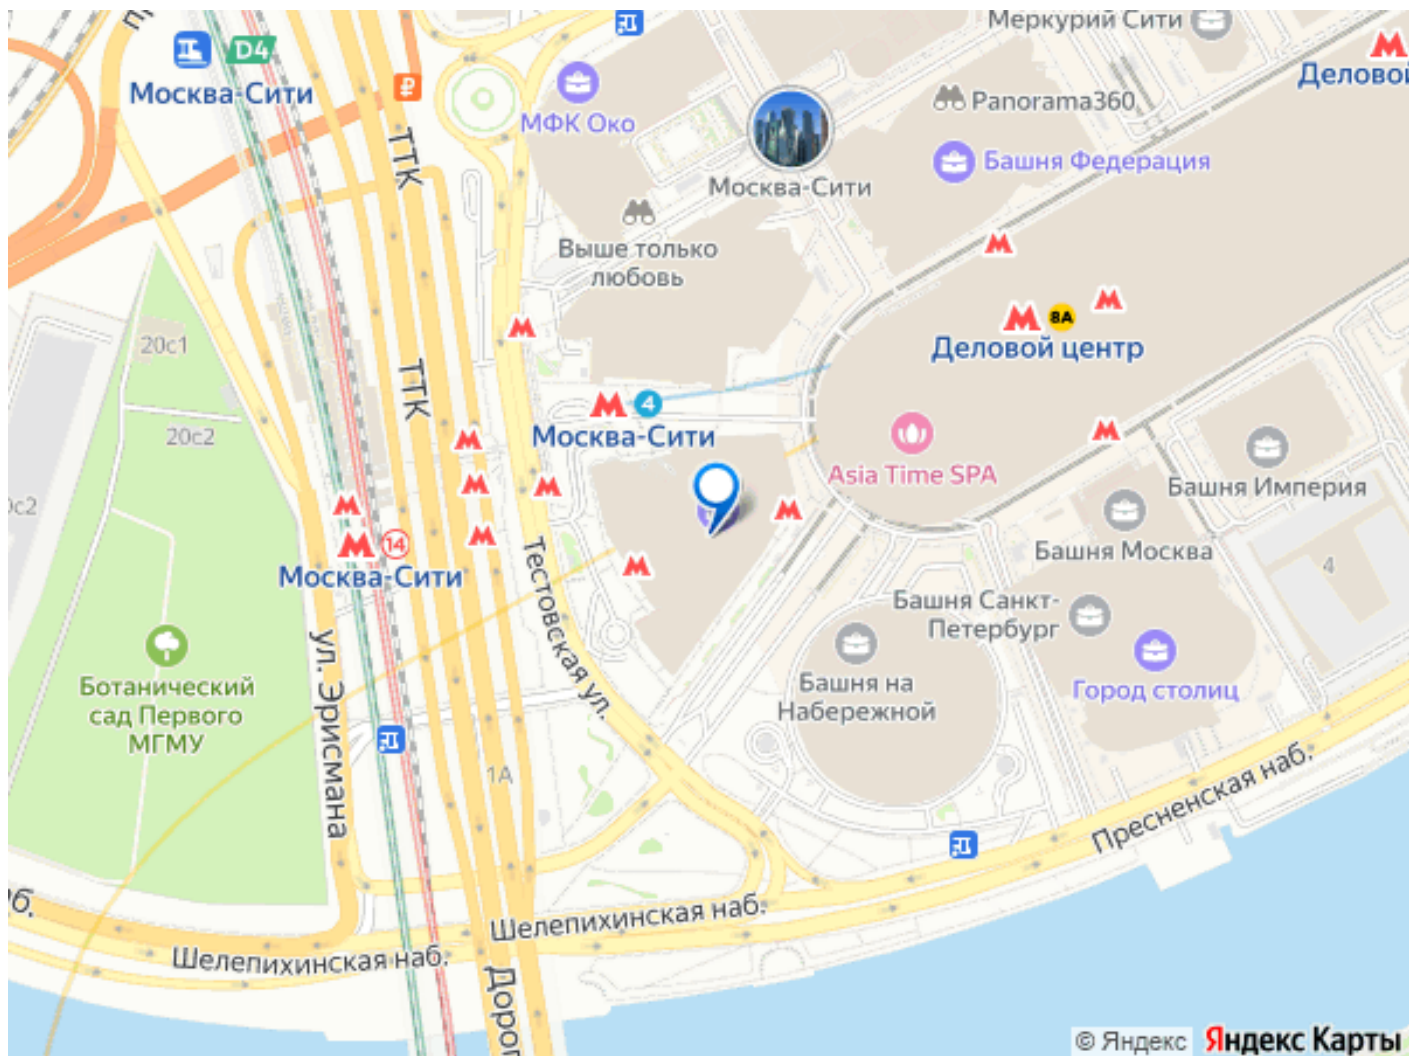 Меркурий Сити
D4
Москва-Сити
₽
Деловой
МФК Око
Panorama360
ТТК
Башня Федерация
Москва-Сити
Выше только
любовь
8А
Деловой центр
20с1
ТТК
4
Москва-Сити
20с2
Asia Time SPA
Башня Империя
Башня Москва
14
Москва-Сити
Тестовская ул.
4
Башня Санкт-
Петербург
ул. Эрисмана
Ботанический
сад Первого
МГМУ
Башня на
Набережной
Город столиц
1А
Пресненская наб.
Шелепихинская наб.
Шелепихинская наб.
© Яндекс Яндекс Карты